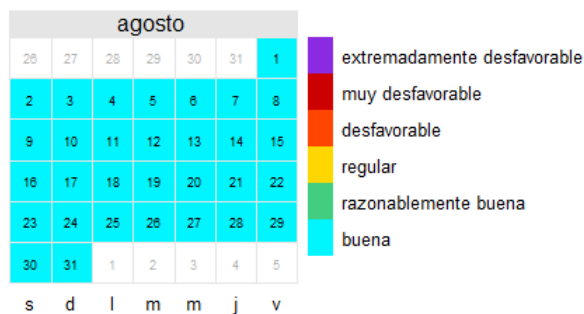 agosto
26 27 28 29 30 31 1
2 3 4 5 6 7 8
9 10 11 12 13 14 15
16 17 18 19 20 21 22
23 24 25 26 27 28 29
30 31 1 2 3 4 5
s d l m m j v
extremadamente desfavorable
muy desfavorable
desfavorable
regular
razonablemente buena
buena